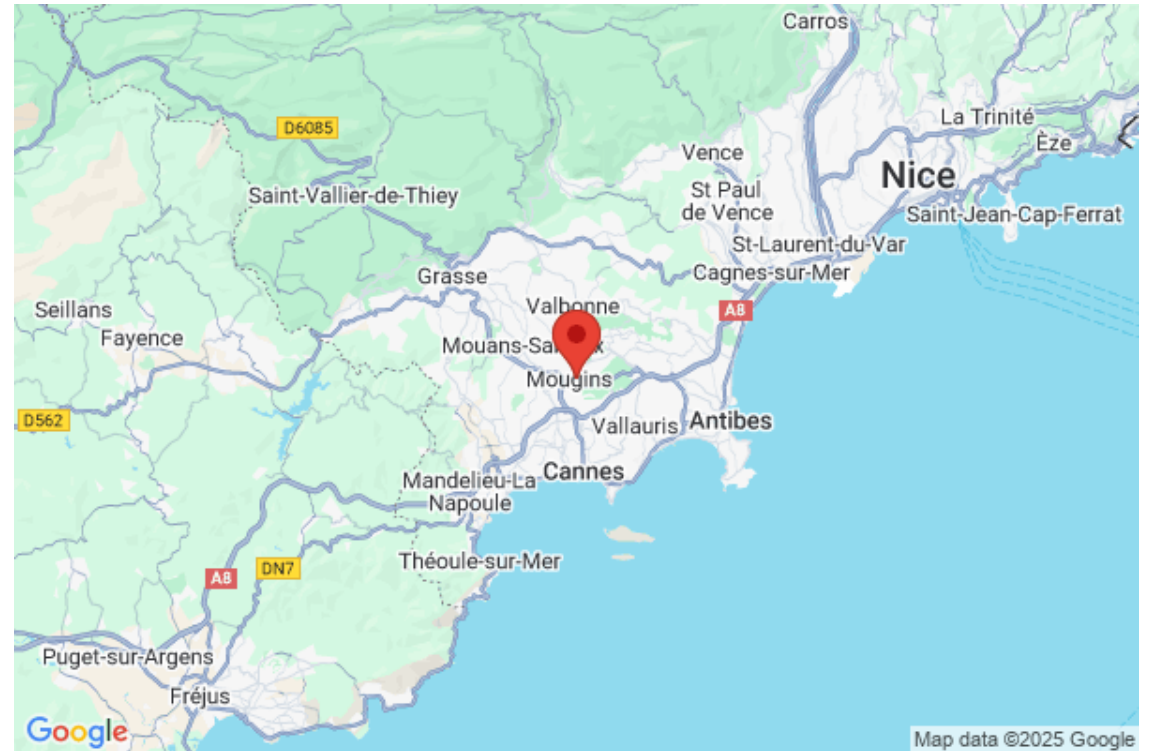 Carros
D6085
La Trinité
Èze
Vence
Nice
Saint-Vallier-de-Thiey
St Paul
de Vence
Saint-Jean-Cap-Ferrat
St-Laurent-du-Var
Grasse
Cagnes-sur-Mer
Seillans
Valbonne
A8
Fayence
Mouans-Sa x
Mougins
D562
Vallauris
Antibes
Cannes
Mandelieu-La
Napoule
Théoule-sur-Mer
A8
DN7
Puget-sur-Argens
Fréjus
Google
Map data ©2025 Google